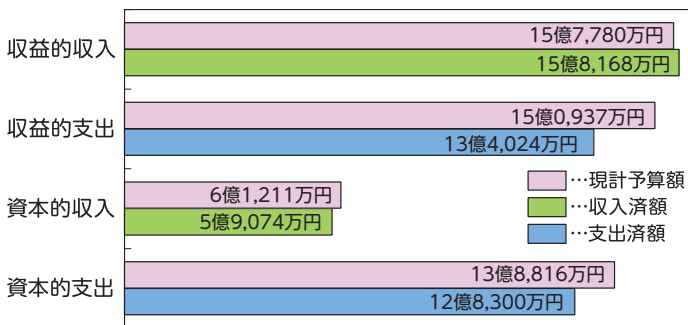 収益的収入
15億7,780万円
15億8,168万円
収益的支出
15億0,937万円
13億4,024万円
資本的収入
6億1,211万円
5億9,074万円
…現計予算額
…収入済額
…支出済額
資本的支出
13億8,816万円
12億8,300万円